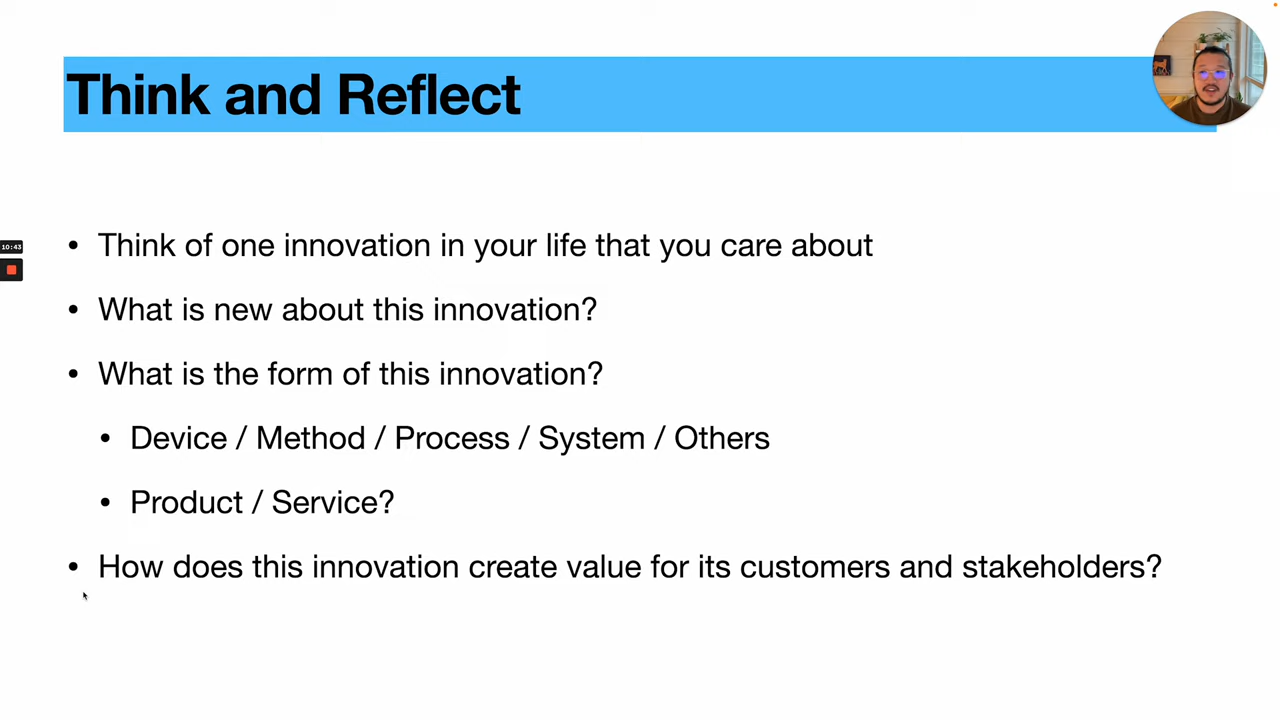 Think and Reflect
10:43
• Think of one innovation in your life that you care about
• What is new about this innovation?
• What is the form of this innovation?
• Device / Method / Process / System / Others
• Product / Service?
• How does this innovation create value for its customers and stakeholders?